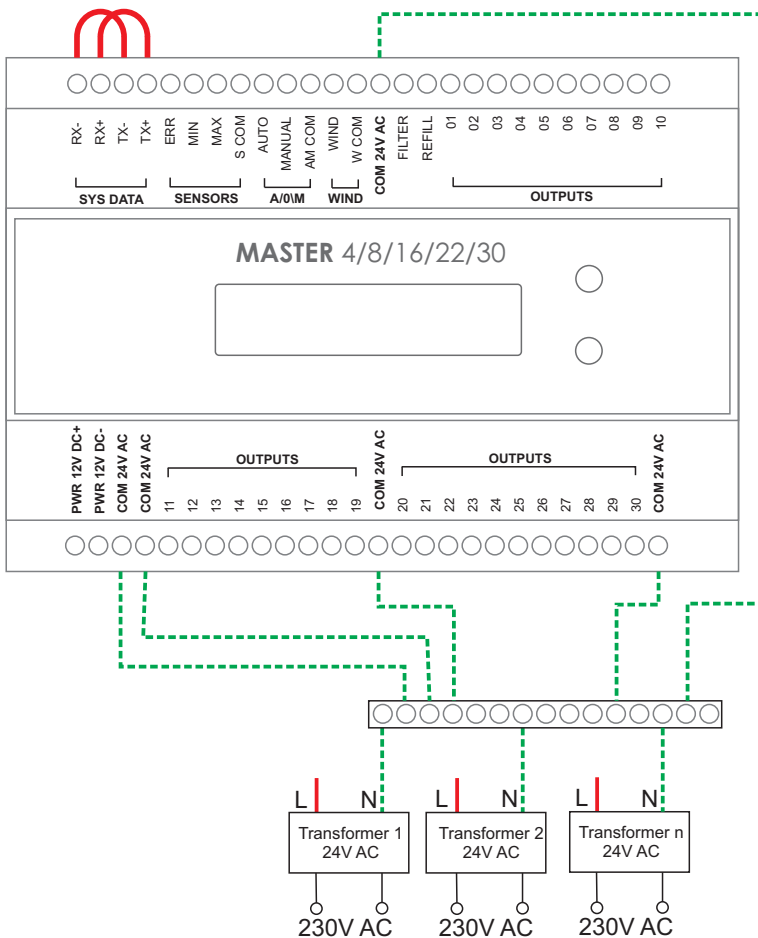 RX-
RX+
TX-
TX+
ERR
MIN
MAX
S COM
AUTO
MANUAL
AM COM
WIND
W COM
COM 24V AC
FILTER
REFILL
01
02
03
04
05
06
07
08
09
10
SYS DATA
SENSORS
A/0\M
WIND
OUTPUTS
MASTER 4/8/16/22/30
PWR 12V DC+
PWR 12V DC-
COM 24V AC
COM 24V AC
OUTPUTS
11
12
13
14
15
16
17
18
19
COM 24V AC
OUTPUTS
20
21
22
23
24
25
26
27
28
29
30
COM 24V AC
L N
Transformer 1
24V AC
230V AC
L N
Transformer 2
24V AC
230V AC
L N
Transformer n
24V AC
230V AC